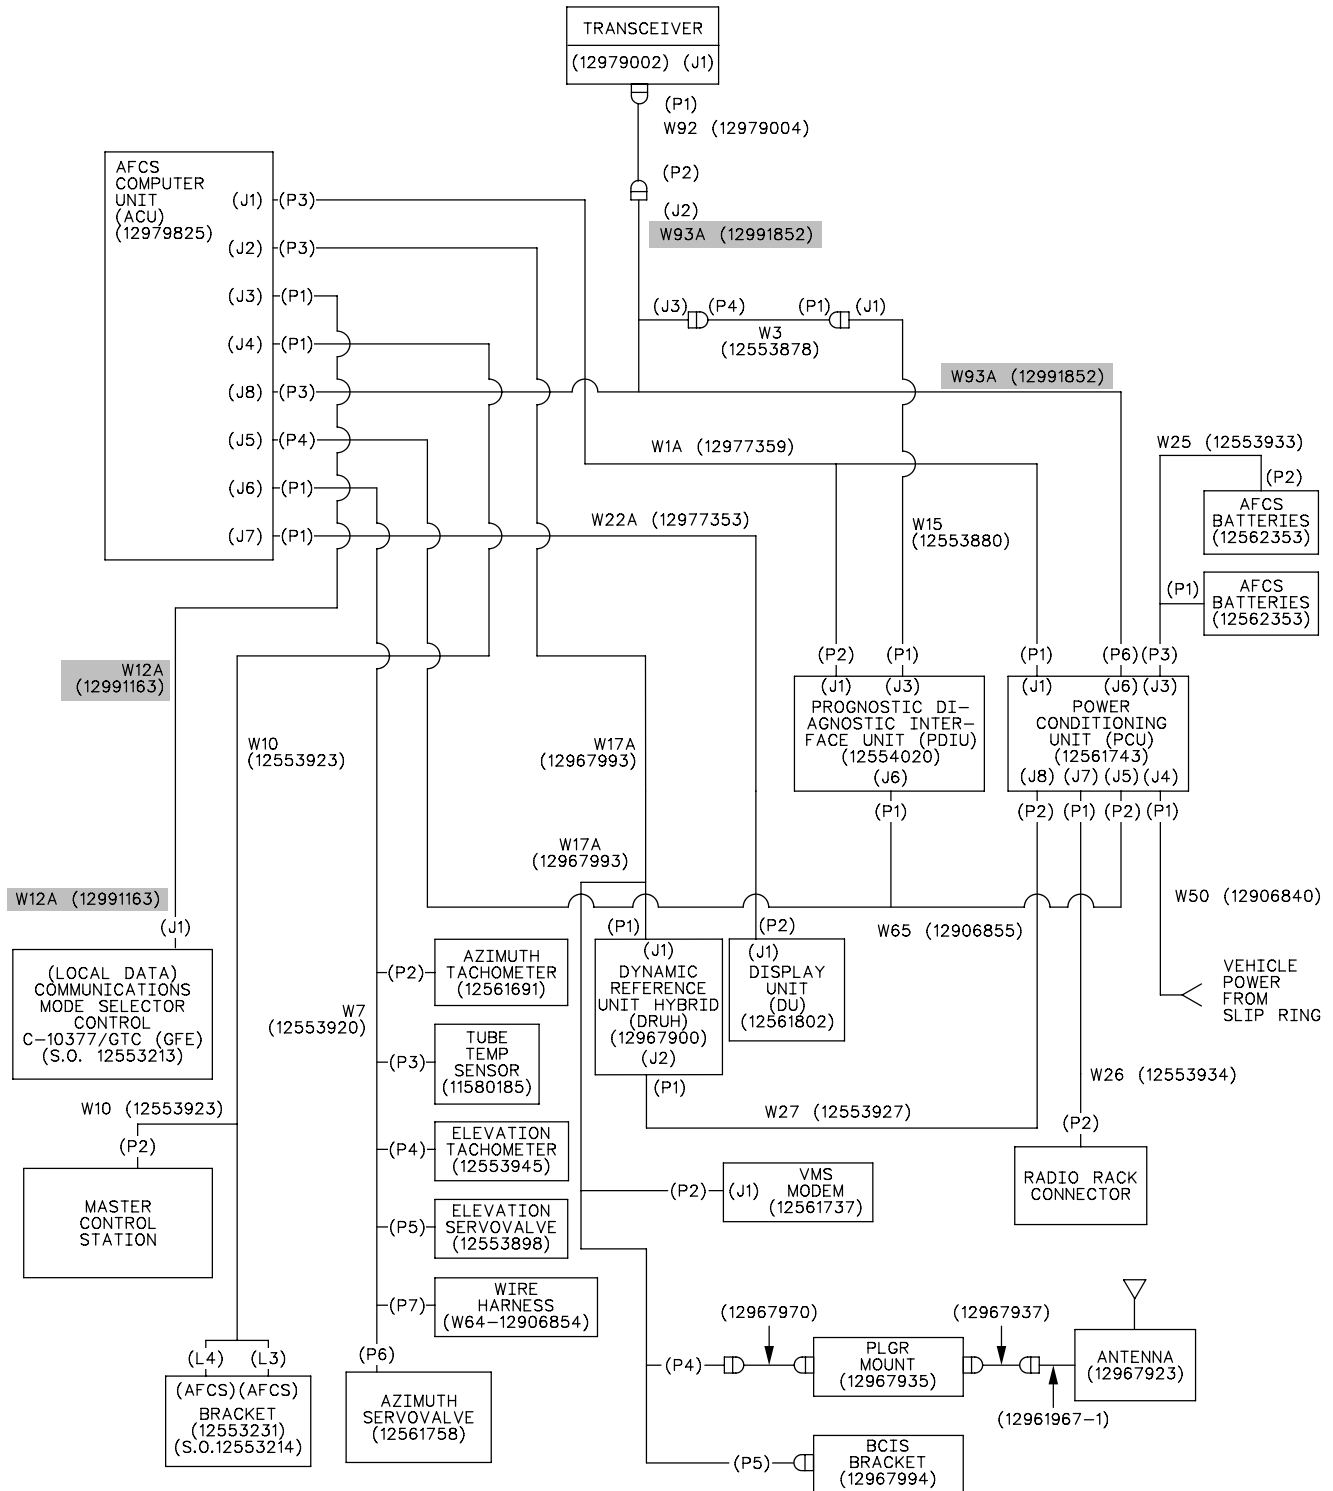 TRANSCEIVER
(12979002) (J1)
(P1)
W92 (12979004)
(P2)
(J2)
W93A (12991852)
AFCS
COMPUTER
UNIT
(ACU)
(12979825)
(J1) (P3)
(J2) (P3)
(J3) (P1)
(J4) (P1)
(J8) (P3)
(J5) (P4)
(J6) (P1)
(J7) (P1)
(J3) (P4)
(P1) (J1)
W3
(12553878)
W93A (12991852)
W1A (12977359)
W25 (12553933)
(P2)
AFCS
BATTERIES
(12562353)
W22A (12977353)
W15
(12553880)
(P1)
AFCS
BATTERIES
(12562353)
W12A
(12991163)
W10
(12553923)
W17A
(12967993)
(P2) (P1)
(J1) (J3)
PROGNOSTIC DI-
AGNOSTIC INTER-
FACE UNIT (PDIU)
(12554020)
(J6)
(P1)
(P1) (P6) (P3)
(J1) (J6) (J3)
POWER
CONDITIONING
UNIT (PCU)
(12561743)
(J8) (J7) (J5) (J4)
(P2) (P1) (P2) (P1)
W17A
(12967993)
W12A (12991163)
(J1)
W50 (12906840)
W65 (12906855)
(LOCAL DATA)
COMMUNICATIONS
MODE SELECTOR
CONTROL
C-10377/GTC (GFE)
(S.O. 12553213)
W7
(12553920)
(P2)
AZIMUTH
TACHOMETER
(12561691)
(P1)
(J1)
DYNAMIC
REFERENCE
UNIT HYBRID
(DRUH)
(12967900)
(J2)
(P1)
(P2)
(J1)
DISPLAY
UNIT
(DU)
(12561802)
VEHICLE
POWER
FROM
SLIP RING
(P3)
TUBE
TEMP
SENSOR
(11580185)
W26 (12553934)
W10 (12553923)
(P2)
W27 (12553927)
(P2)
(P4)
ELEVATION
TACHOMETER
(12553945)
MASTER
CONTROL
STATION
(P2)
(J1)
VMS
MODEM
(12561737)
RADIO RACK
CONNECTOR
(P5)
ELEVATION
SERVOVALVE
(12553898)
(P7)
WIRE
HARNESS
(W64-12906854)
(12967970)
(12967937)
(L4) (L3)
(P6)
(P4)
PLGR
MOUNT
(12967935)
ANTENNA
(12967923)
(12961967-1)
(AFCS)(AFCS)
BRACKET
(12553231)
(S.O.12553214)
AZIMUTH
SERVOVALVE
(12561758)
(P5)
BCIS
BRACKET
(12967994)